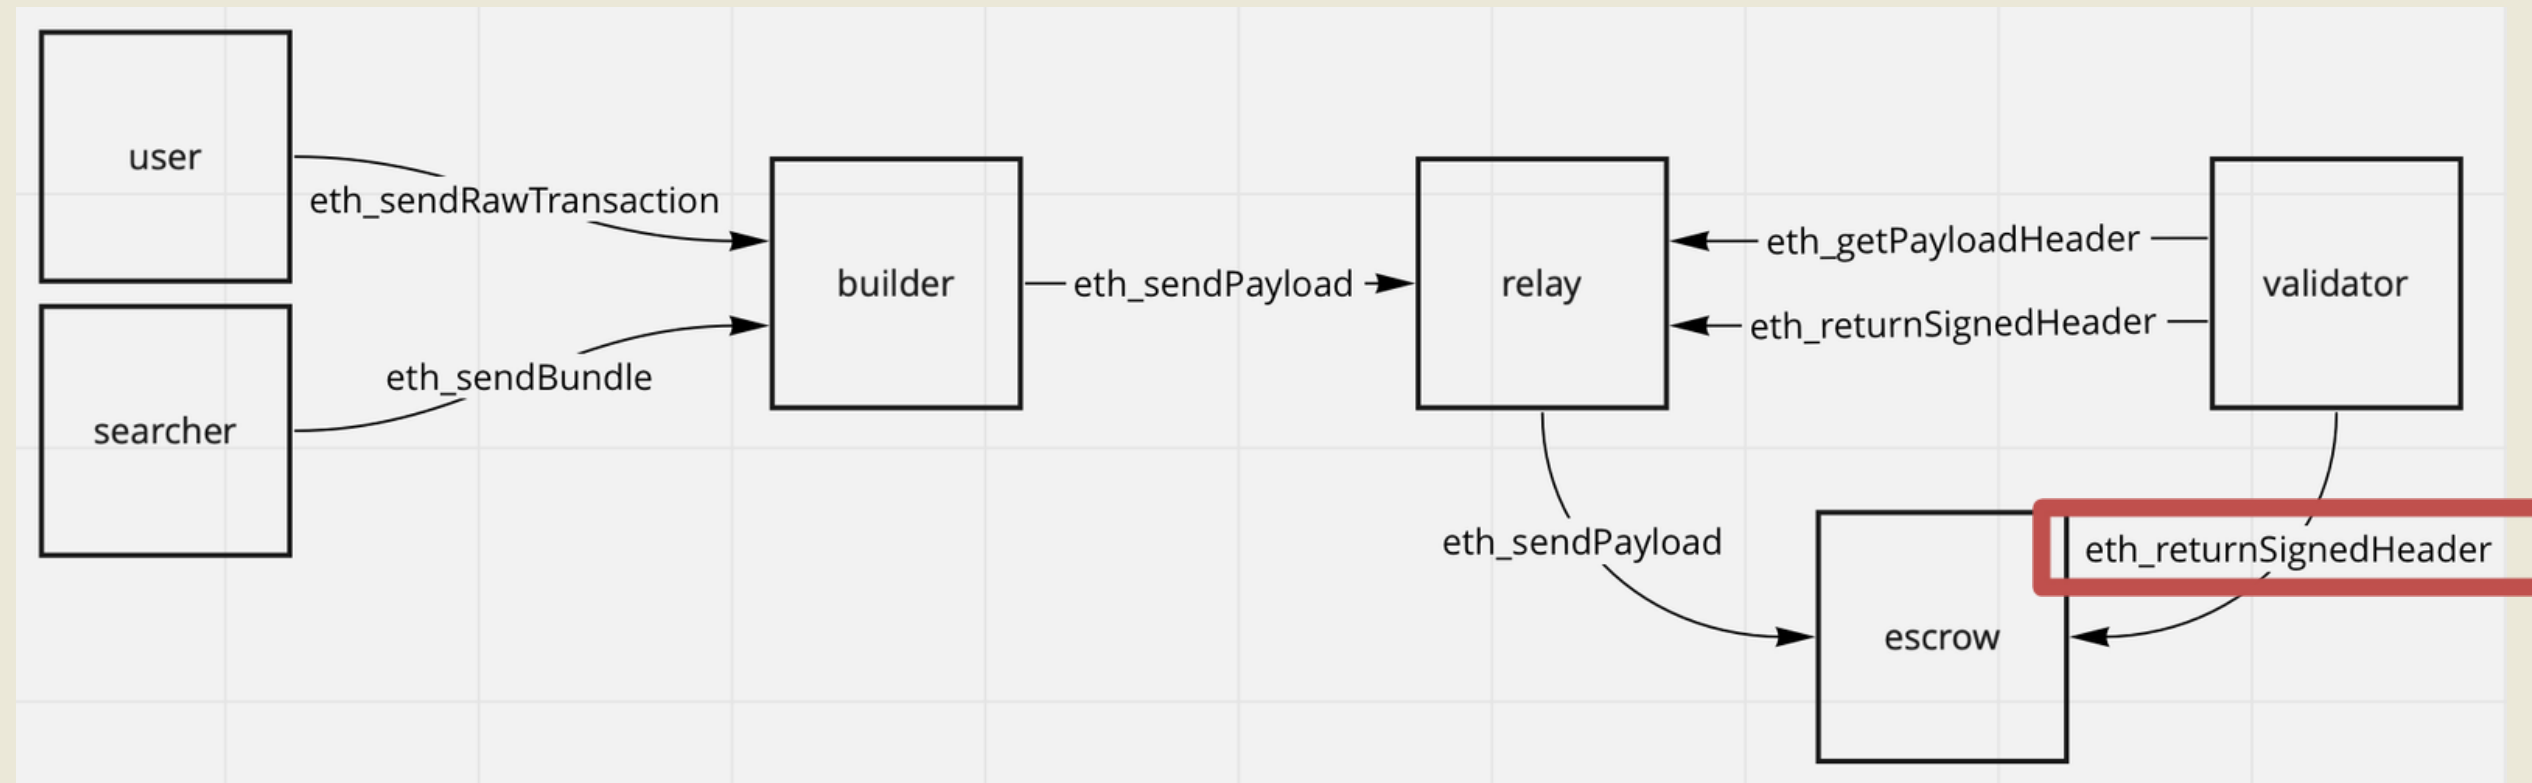 user
eth_sendRawTransaction
searcher
eth_sendBundle
builder
eth_sendPayload
relay
eth_getPayloadHeader
eth_returnSignedHeader
validator
eth_sendPayload
eth_returnSignedHeader
escrow